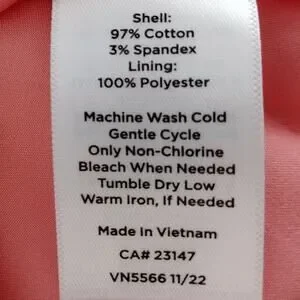 Shell:
97% Cotton
3% Spandex
Lining:
100% Polyester
Machine Wash Cold
Gentle Cycle
Only Non-Chlorine
Bleach When Needed
Tumble Dry Low
Warm Iron, If Needed
Made In Vietnam
CA# 23147
VN5566 11/22